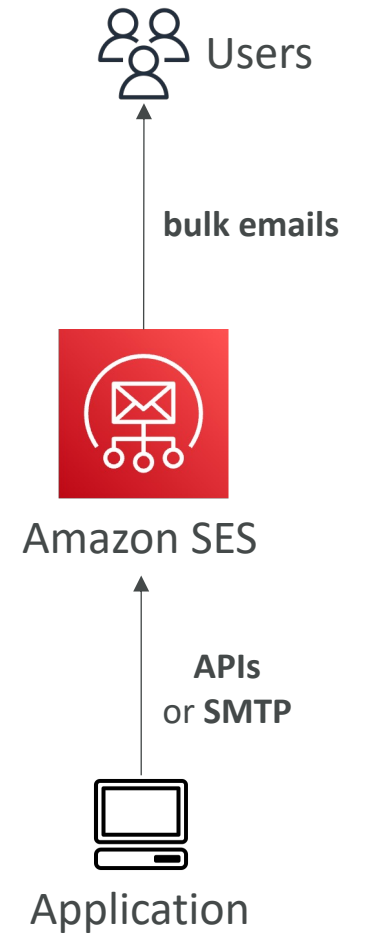 Users
bulk emails
Amazon SES
APIs
or SMTP
Application